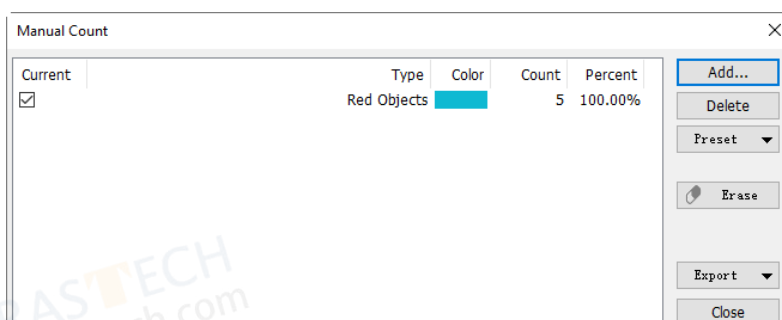 Manual Count
Current Type Color Count Percent
Red Objects 5 100.00%
Add...
Delete
Preset
Erase
Export
Close